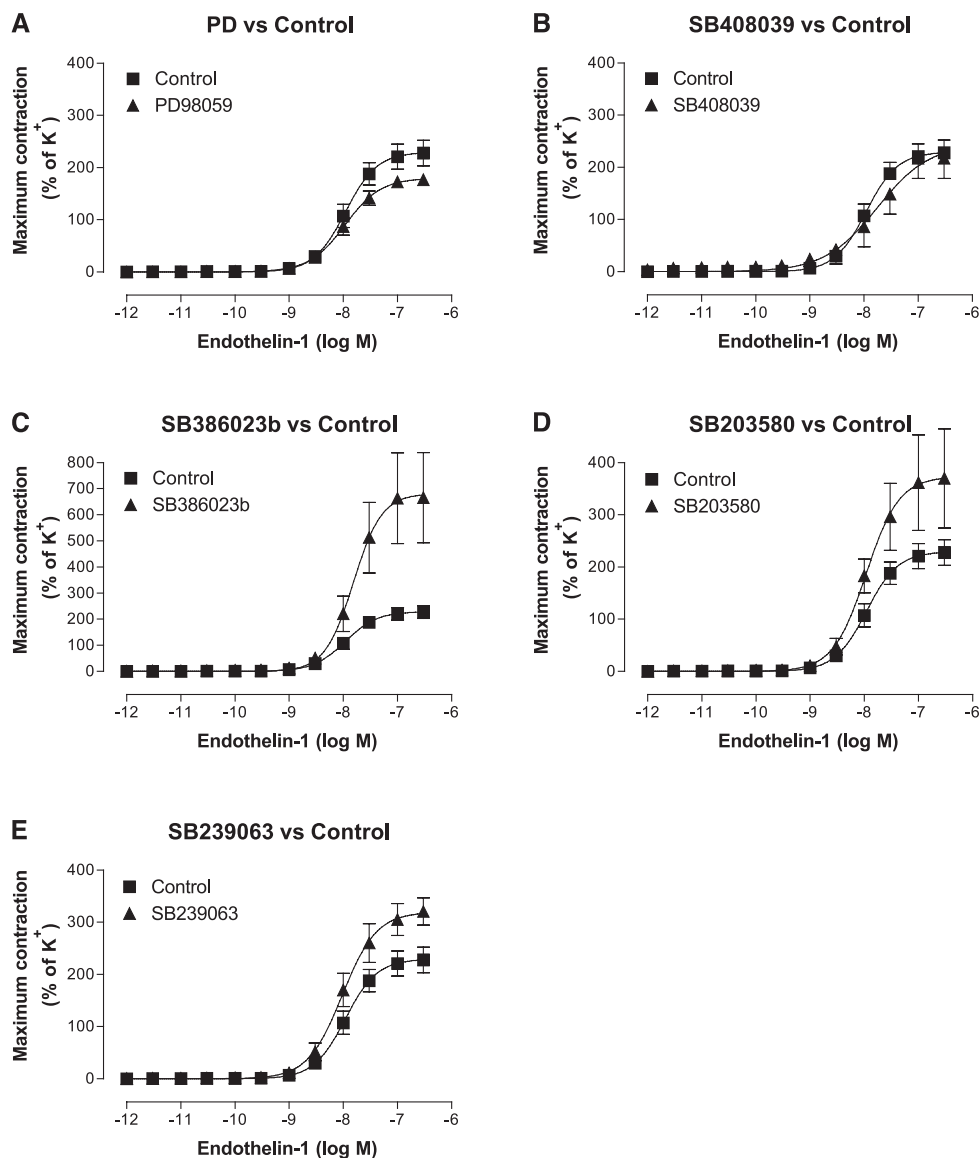 A
PD vs Control
Maximum contraction
(% of K+)
400
300
200
100
0
Control
PD98059
-12 -11 -10 -9 -8 -7 -6
Endothelin-1 (log M)
B
SB408039 vs Control
Maximum contraction
(% of K+)
400
300
200
100
0
Control
SB408039
-12 -11 -10 -9 -8 -7 -6
Endothelin-1 (log M)
C
SB386023b vs Control
Maximum contraction
(% of K+)
800
700
600
500
400
300
200
100
0
Control
SB386023b
-12 -11 -10 -9 -8 -7 -6
Endothelin-1 (log M)
D
SB203580 vs Control
Maximum contraction
(% of K+)
400
300
200
100
0
Control
SB203580
-12 -11 -10 -9 -8 -7 -6
Endothelin-1 (log M)
E
SB239063 vs Control
Maximum contraction
(% of K+)
400
300
200
100
0
Control
SB239063
-12 -11 -10 -9 -8 -7 -6
Endothelin-1 (log M)